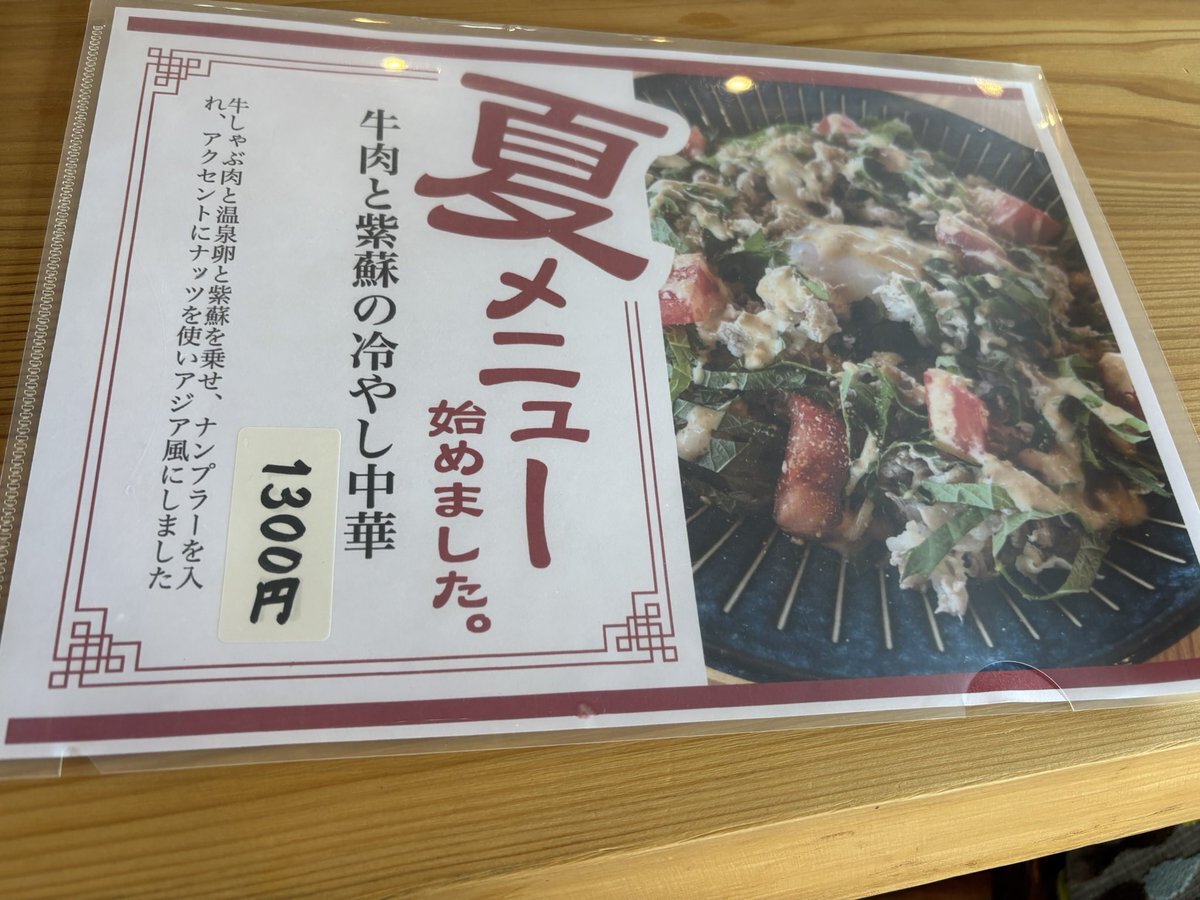 夏メニュー
始めました。
牛肉と紫蘇の冷やし中華
牛しゃぶ肉と温泉卵と紫蘇を乗せ、ナンプラーを入
れ、アクセントにナッツを使いアジア風にしました
1300円